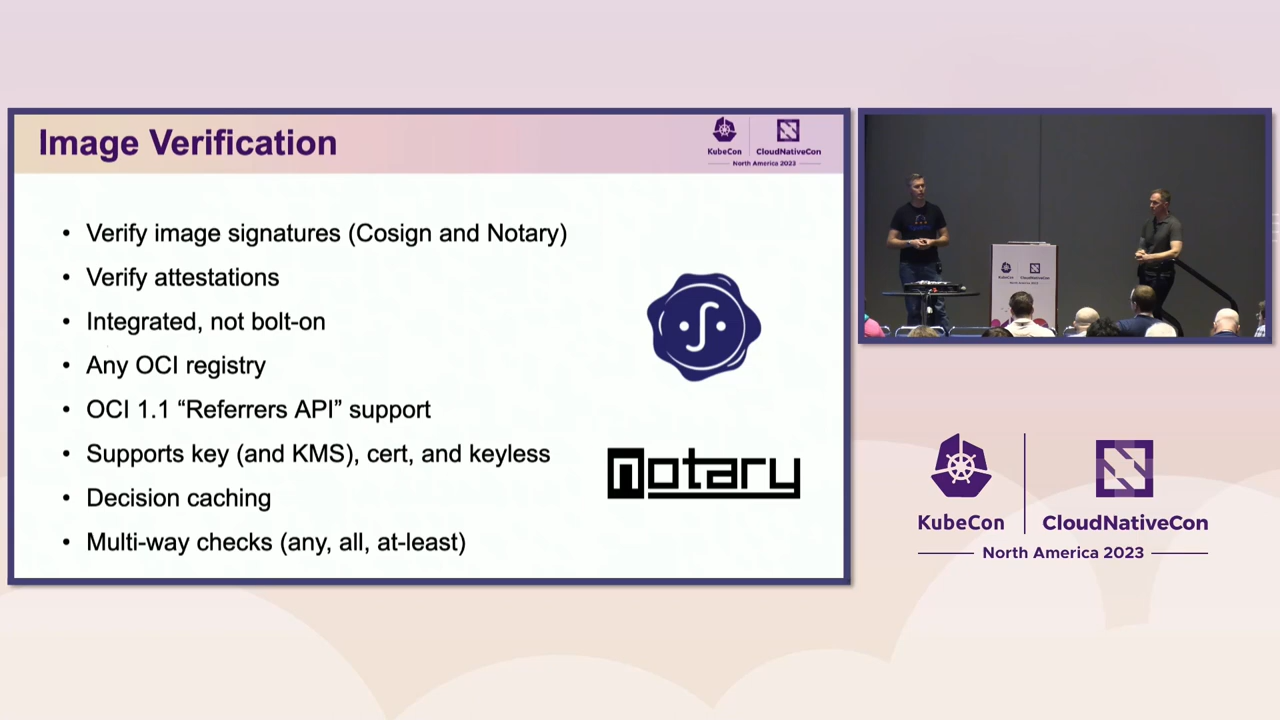 Image Verification
KubeCon
CloudNativeCon
North America 2023
• Verify image signatures (Cosign and Notary)
• Verify attestations
• Integrated, not bolt-on
• Any OCI registry
• OCI 1.1 “Referrers API” support
• Supports key (and KMS), cert, and keyless
• Decision caching
• Multi-way checks (any, all, at-least)
notary
KubeCon
CloudNativeCon
KubeCon
CloudNativeCon
North America 2023